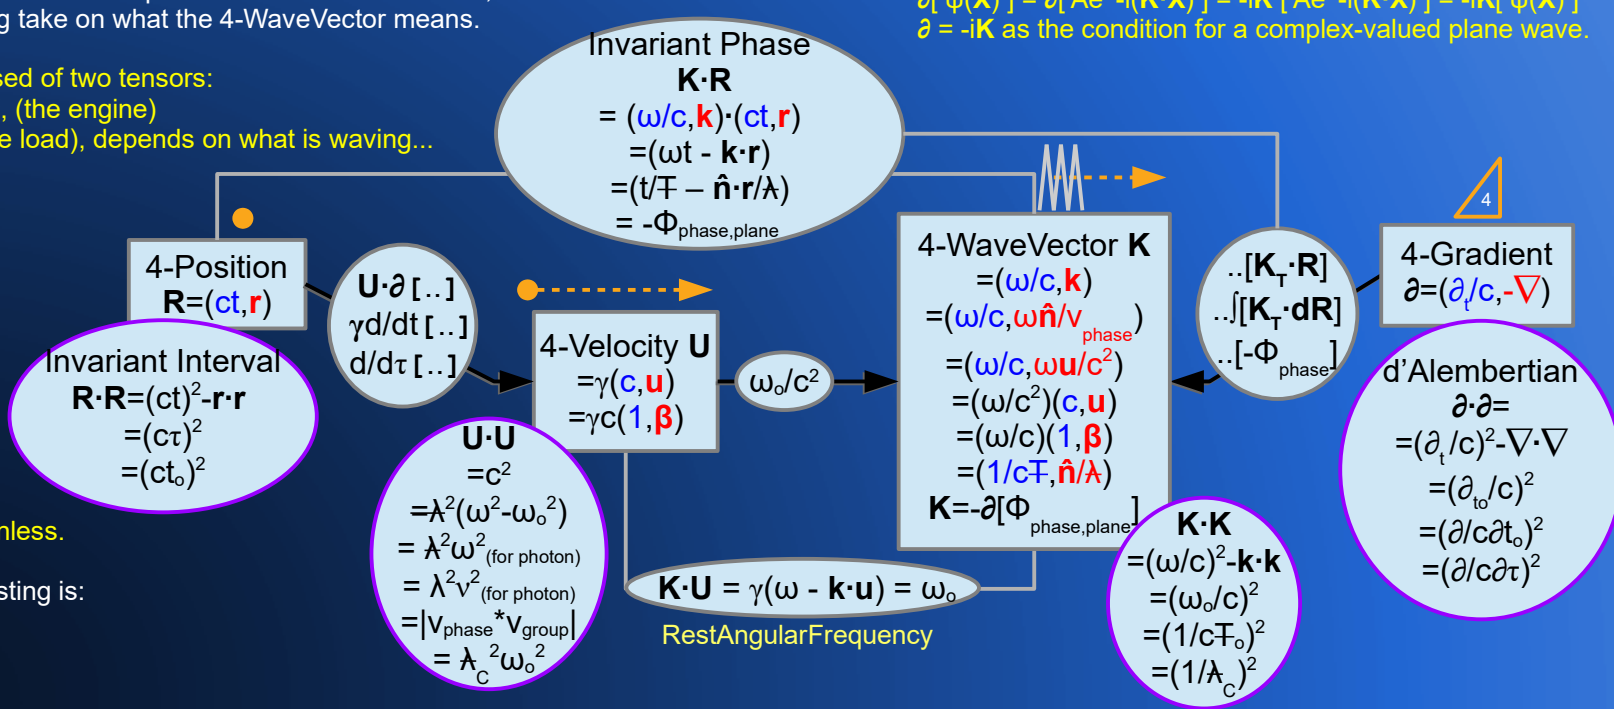 g take on what the 4-WaveVector means.
sed of two tensors:
, (the engine)
e load), depends on what is waving...
∂[ ψ(X) ] = ∂[ Ae^-i(K·X) ] = -iK [ Ae^-i(K·X) ] = -iK[ ψ(X) ]
∂ = -iK as the condition for a complex-valued plane wave.
Invariant Phase
K·R
= (ω/c,k)·(ct,r)
=(ωt - k·r)
=(t/Ŧ – n̂·r/ƛ)
= -Φphase,plane
4-Position
R=(ct,r)
Invariant Interval
R·R=(ct)²-r·r
=(cτ)²
=(ctₒ)²
U·∂ [..]
γd/dt [..]
d/dτ [..]
4-Velocity U
=γ(c,u)
=γc(1,β)
U·U
=c²
=ƛ²(ω²-ωₒ²)
= ƛ²ω²(for photon)
= λ²ν²(for photon)
=|vphase*vgroup|
= ƛC²ωₒ²
ωₒ/c²
4-WaveVector K
=(ω/c,k)
=(ω/c,ωn̂/vphase)
=(ω/c,ωu/c²)
=(ω/c²)(c,u)
=(ω/c)(1,β)
=(1/cŦ,n̂/ƛ)
K=-∂[Φphase,plane]
K·U = γ(ω - k·u) = ωₒ
RestAngularFrequency
K·K
=(ω/c)²-k·k
=(ωₒ/c)²
=(1/cŦₒ)²
=(1/ƛC)²
..[KT·R]
..∫[KT·dR]
..[-Φphase]
4
4-Gradient
∂=(∂t/c,-∇)
d'Alembertian
∂·∂=
=(∂t/c)²-∇·∇
=(∂to/c)²
=(∂/c∂tₒ)²
=(∂/c∂τ)²
nless.
sting is: